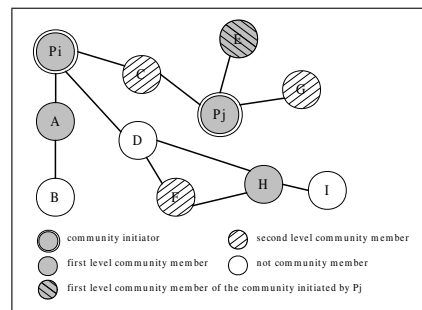 Pi
E
C
G
Pj
A
D
H
I
B
F
community initiator
second level community member
first level community member
not community member
first level community member of the community initiated by Pj